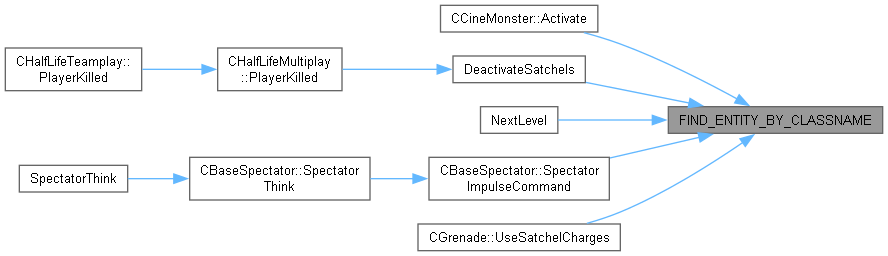 CCineMonster::Activate
CHalfLifeTeamplay::
PlayerKilled
CHalfLifeMultiplay
::PlayerKilled
DeactivateSatchels
NextLevel
FIND_ENTITY_BY_CLASSNAME
SpectatorThink
CBaseSpectator::Spectator
Think
CBaseSpectator::Spectator
ImpulseCommand
CGrenade::UseSatchelCharges